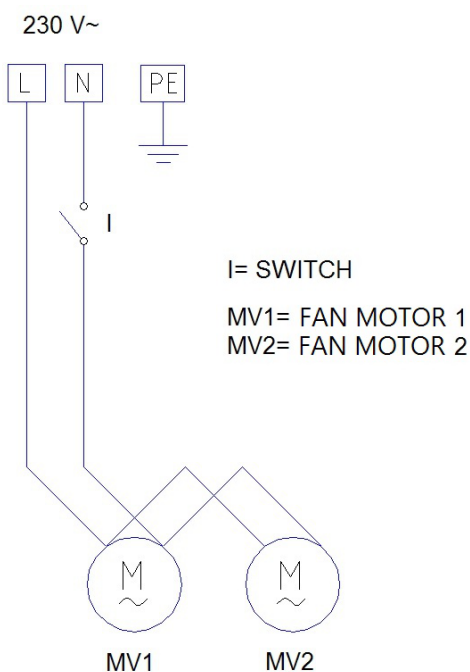 230 V~
L N PE
I
I= SWITCH
MV1= FAN MOTOR 1
MV2= FAN MOTOR 2
M M
MV1 MV2